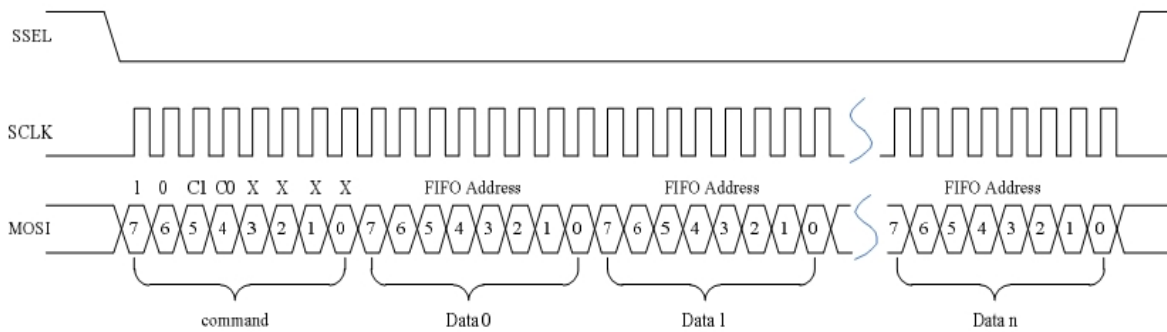 SSEL
SCLK
1 0 C1 C0 X X X X FIFO Address FIFO Address FIFO Address
MOSI 7 6 5 4 3 2 1 0 7 6 5 4 3 2 1 0 7 6 5 4 3 2 1 0 7 6 5 4 3 2 1 0
command Data 0 Data 1 Data n